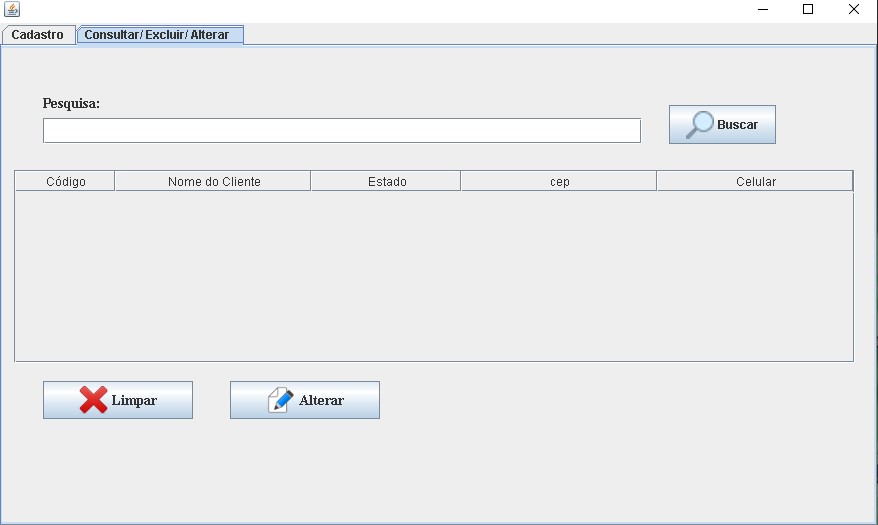 Cadastro Consultar/ Excluir/ Alterar
Pesquisa:
Buscar
Código Nome do Cliente Estado cep Celular
Limpar Alterar